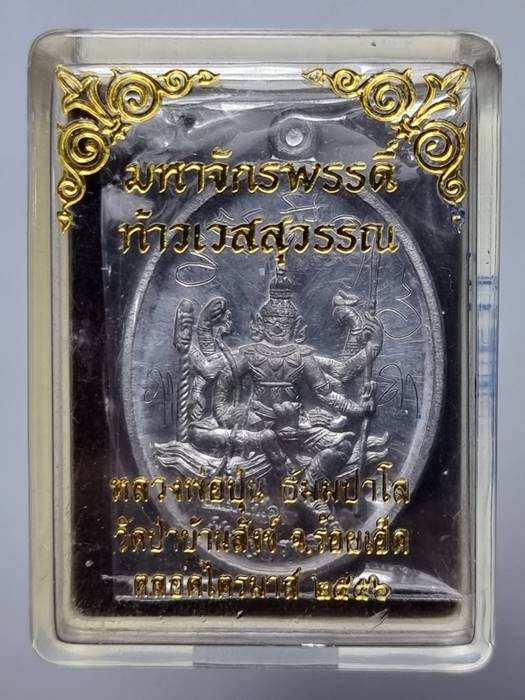 มหาจักรพรรดิ์
ท้าวเวสสุวรรณ
หลวงพ่อปุ่น ธัมมปาโล
วัดป่าบ้านสังข์ จ.ร้อยเอ็ด
ตลอดไตรมาส ๒๕๕๖